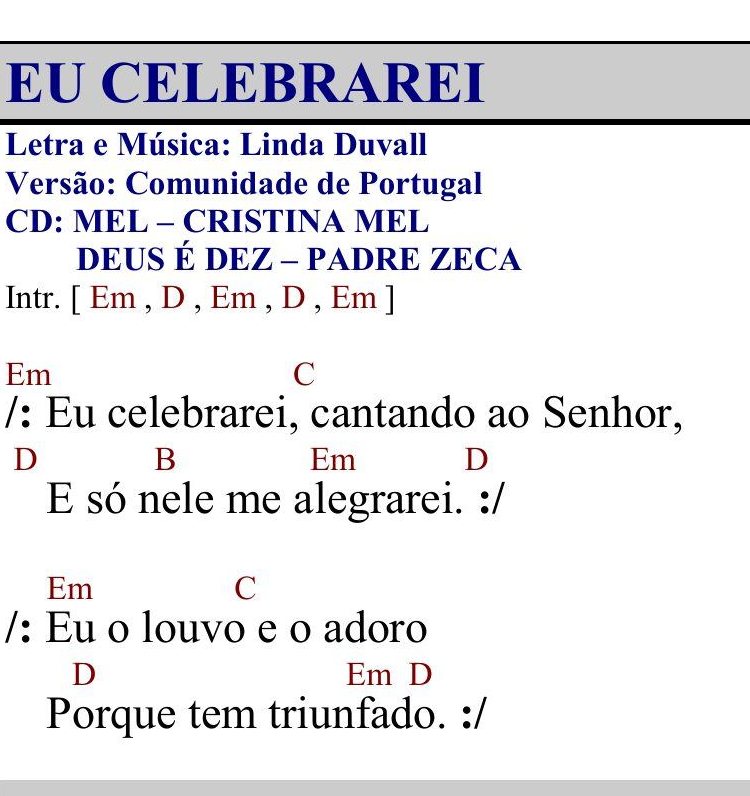 EU CELEBRAREI
Letra e Música: Linda Duvall
Versão: Comunidade de Portugal
CD: MEL – CRISTINA MEL
DEUS É DEZ – PADRE ZECA
Intr. [ Em , D , Em , D , Em ]
Em C
/: Eu celebrarei, cantando ao Senhor,
D B Em D
E só nele me alegrarei. :/
Em C
/: Eu o louvo e o adoro
D Em D
Porque tem triunfado. :/